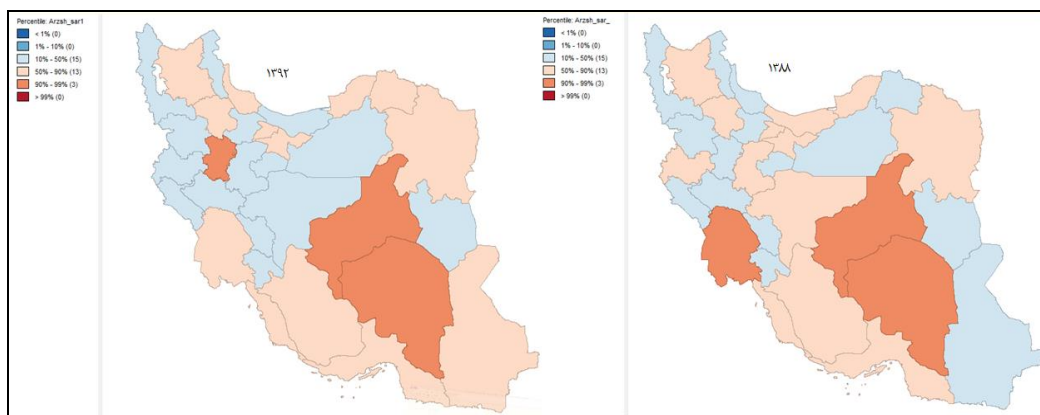 Percentile: Arzsh_sar1
< 1% (0)
1% - 10% (0)
10% - 50% (15)
50% - 90% (13)
90% - 99% (3)
> 99% (0)
۱۳۹۲
Percentile: Arzsh_sar_
< 1% (0)
1% - 10% (0)
10% - 50% (15)
50% - 90% (13)
90% - 99% (3)
> 99% (0)
۱۳۸۸